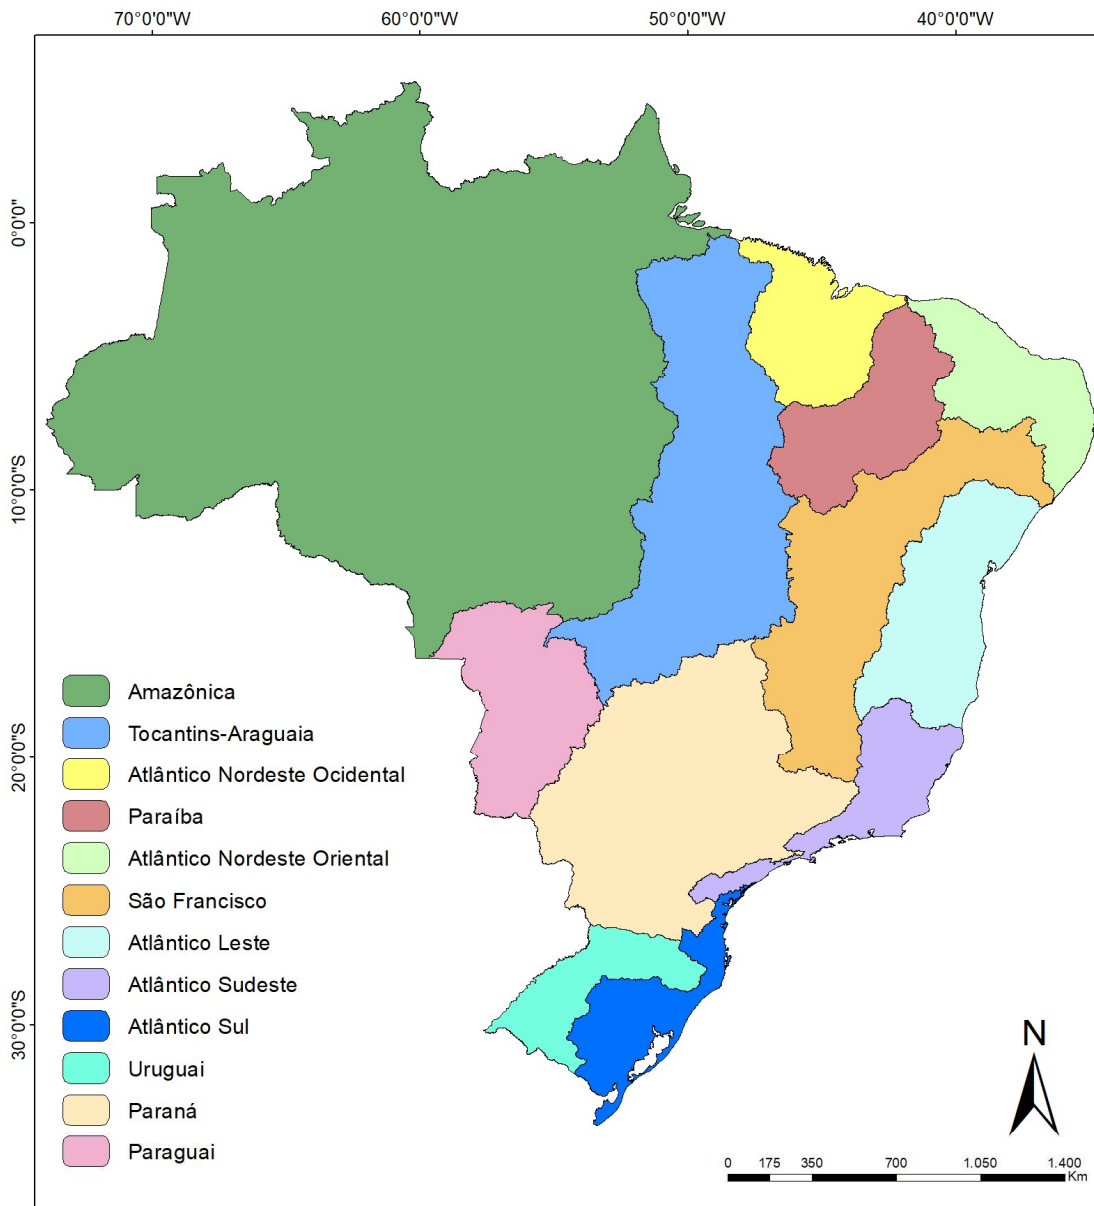 70°0'0"W 60°0'0"W 50°0'0"W 40°0'0"W
0°0'0"
10°0'0"S
20°0'0"S
30°0'0"S
Amazônica
Tocantins-Araguaia
Atlântico Nordeste Ocidental
Paraíba
Atlântico Nordeste Oriental
São Francisco
Atlântico Leste
Atlântico Sudeste
Atlântico Sul
Uruguai
Paraná
Paraguai
N
0 175 350 700 1.050 1.400
Km